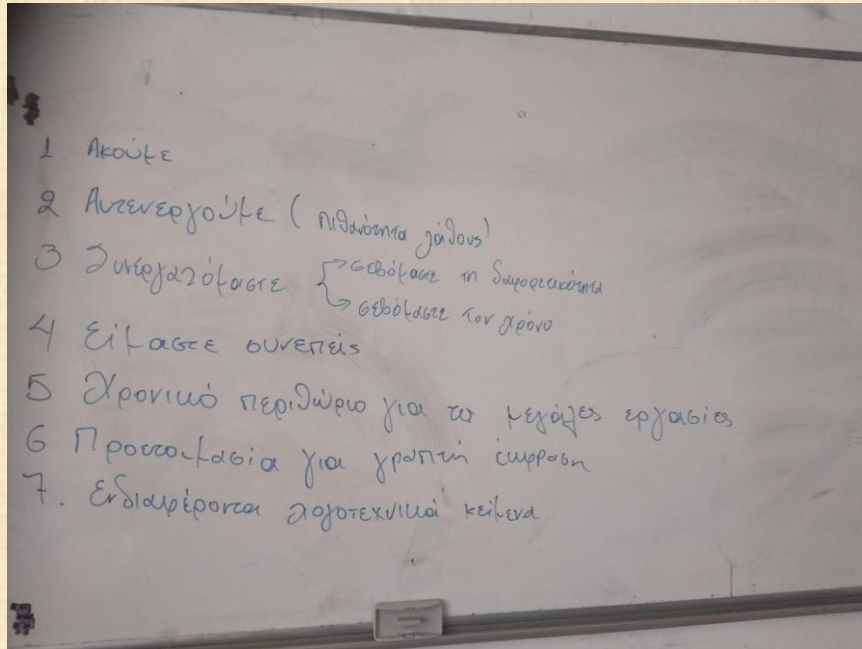 1. Ακούμε
2 Αυτενεργούμε (πιθανότητα λάθους)
3 Συνεργαζόμαστε → σεβόμαστε τη διαφορετικότητα
→ σεβόμαστε τον χρόνο
4 Είμαστε συνεπείς
5 Χρονικό περιθώριο για τις μεγάλες εργασίες
6 Προετοιμασία για γραπτή έκφραση
7. Ενδιαφέροντα λογοτεχνικά κείμενα